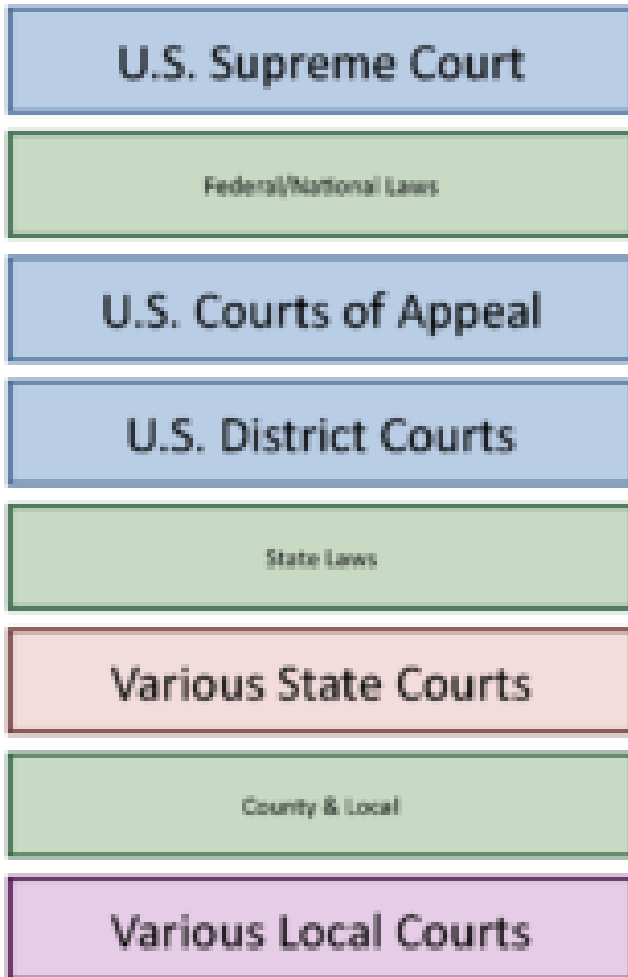 U.S. Supreme Court
Federal/National Laws
U.S. Courts of Appeal
U.S. District Courts
State Laws
Various State Courts
County & Local
Various Local Courts